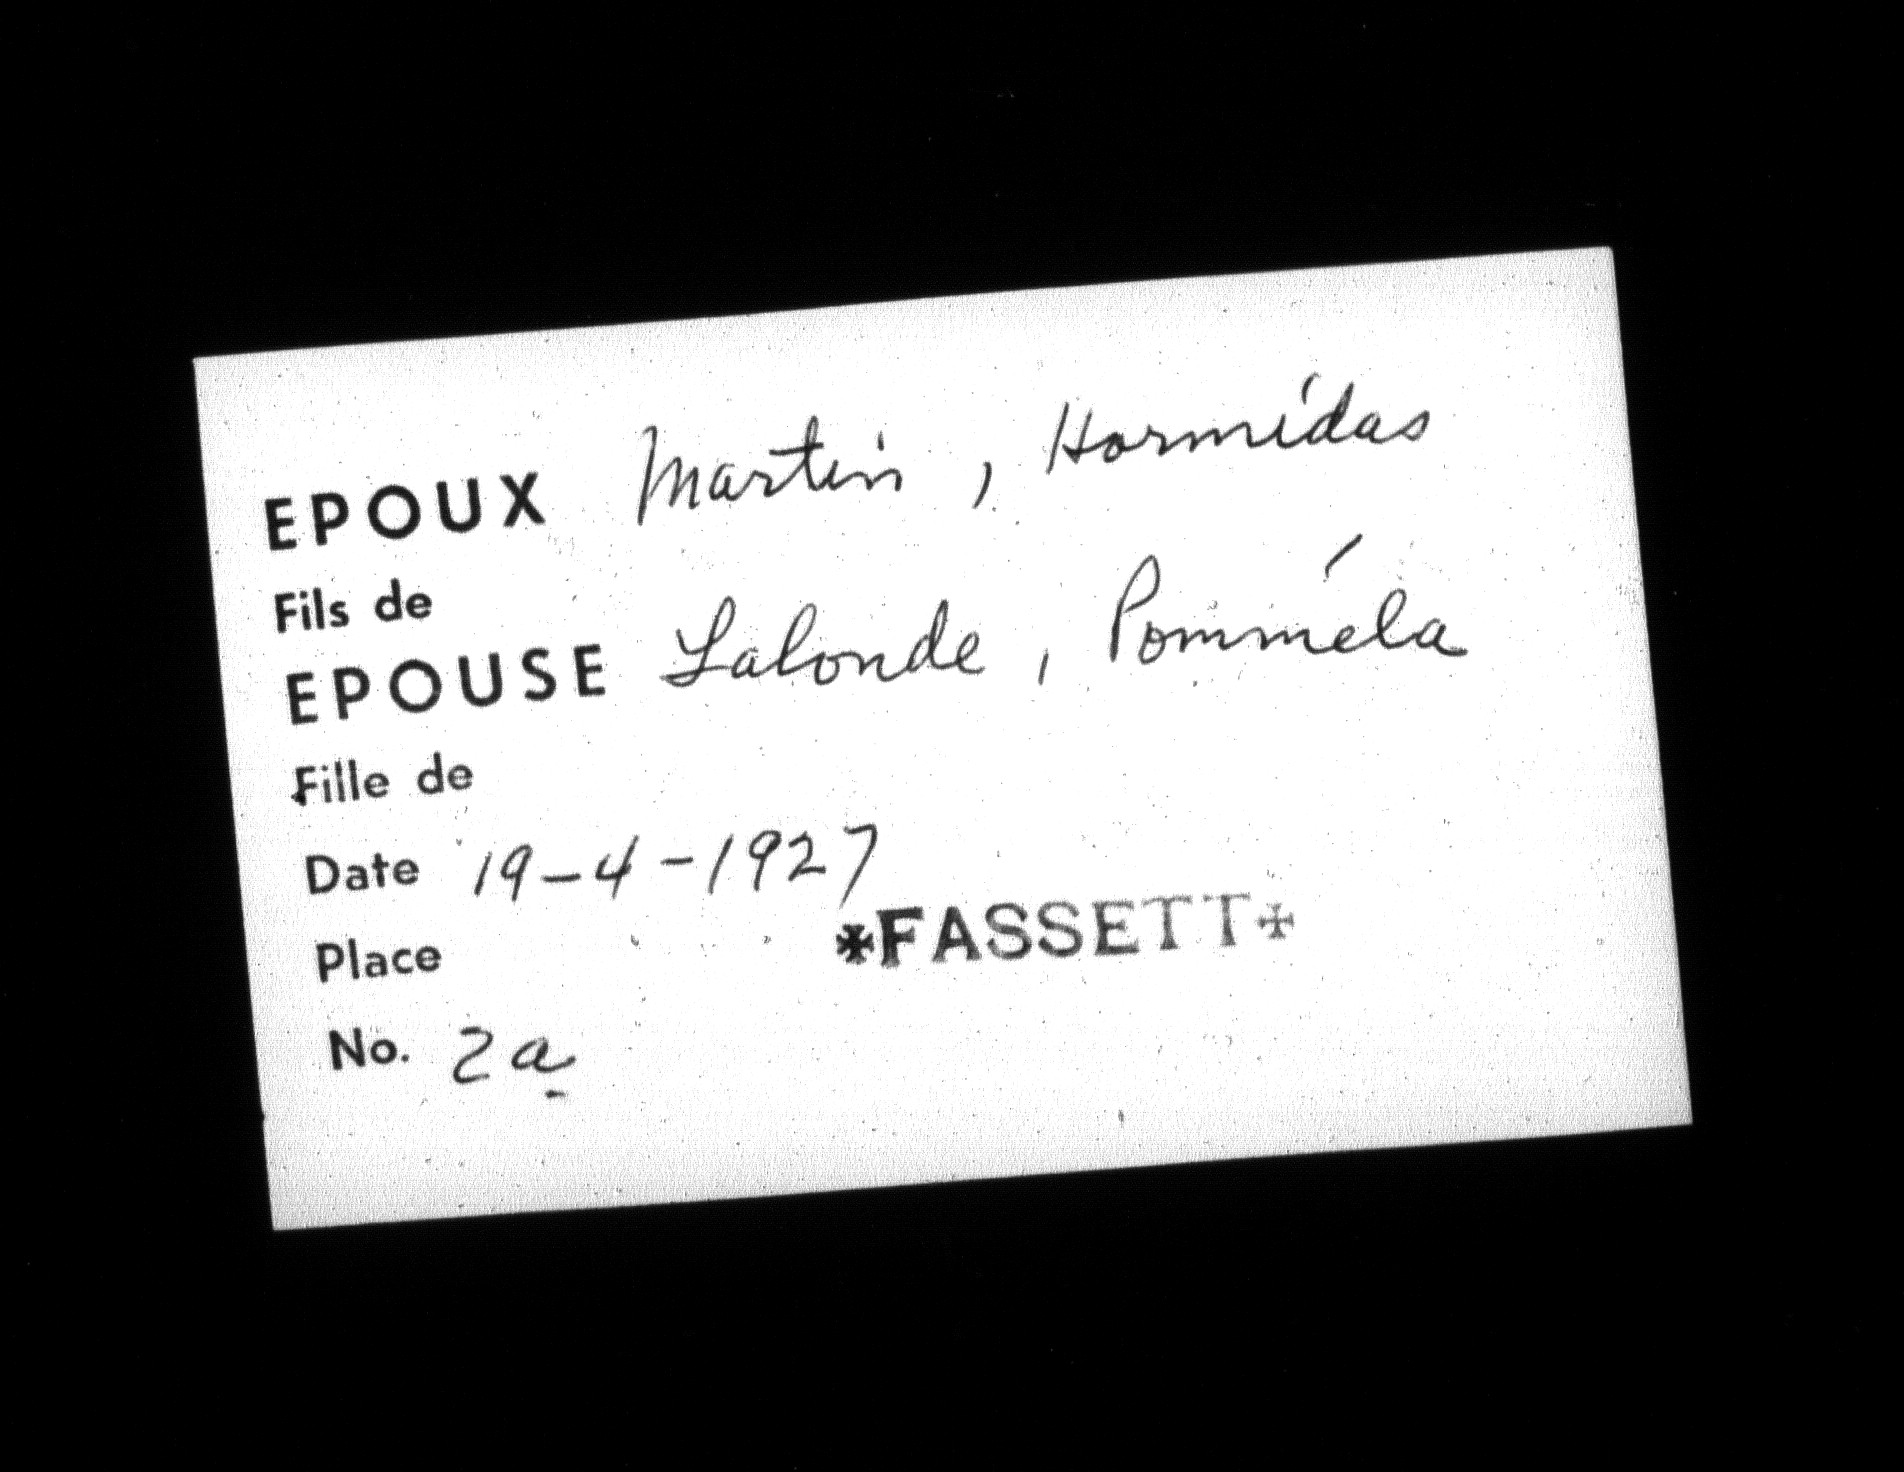 EPOUX Martin, Hormidas
Fils de
EPOUSE Lalonde, Pomméla
Fille de
Date 19-4-1927
Place *FASSETT+
No. 2a